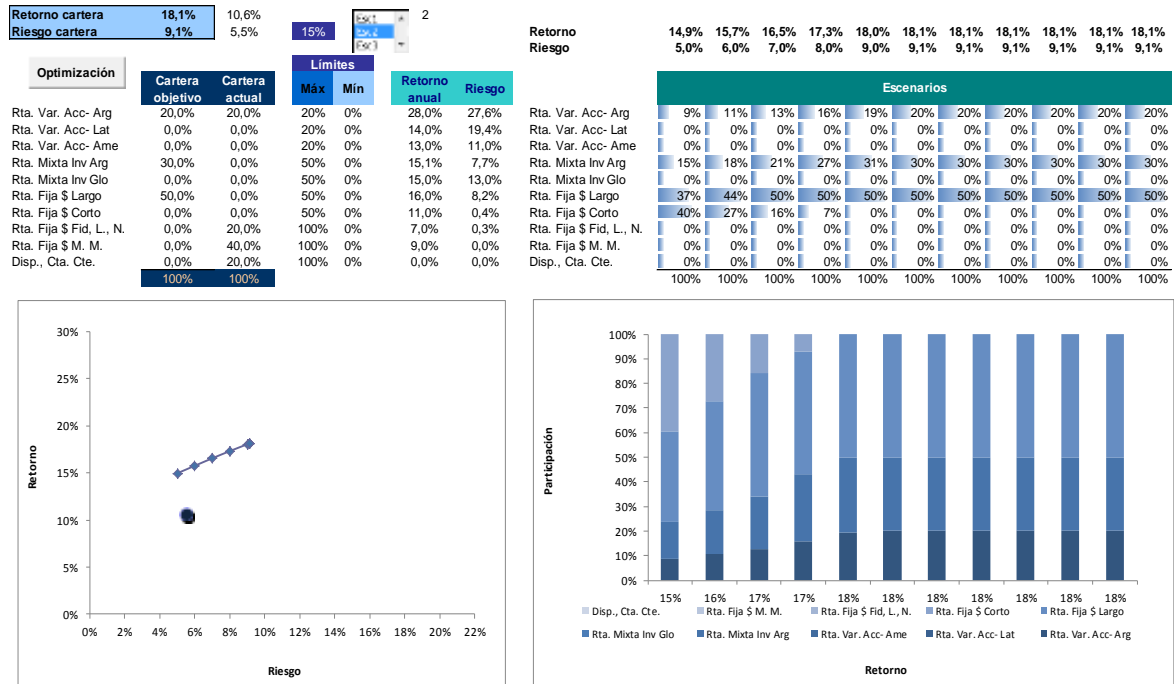 Retorno cartera 18,1% 10,6%
Riesgo cartera 9,1% 5,5% 15%
Esc1
Esc2
Esc3
2
Optimización
Límites
Cartera objetivo Cartera actual Máx Mín Retorno anual Riesgo
Rta. Var. Acc- Arg 20,0% 20,0% 20% 0% 28,0% 27,6%
Rta. Var. Acc- Lat 0,0% 0,0% 20% 0% 14,0% 19,4%
Rta. Var. Acc- Ame 0,0% 0,0% 20% 0% 13,0% 11,0%
Rta. Mixta Inv Arg 30,0% 0,0% 50% 0% 15,1% 7,7%
Rta. Mixta Inv Glo 0,0% 0,0% 50% 0% 15,0% 13,0%
Rta. Fija $ Largo 50,0% 0,0% 50% 0% 16,0% 8,2%
Rta. Fija $ Corto 0,0% 0,0% 50% 0% 11,0% 0,4%
Rta. Fija $ Fid, L., N. 0,0% 20,0% 100% 0% 7,0% 0,3%
Rta. Fija $ M. M. 0,0% 40,0% 100% 0% 9,0% 0,0%
Disp., Cta. Cte. 0,0% 20,0% 100% 0% 0,0% 0,0%
100% 100%
Retorno 14,9% 15,7% 16,5% 17,3% 18,0% 18,1% 18,1% 18,1% 18,1% 18,1% 18,1%
Riesgo 5,0% 6,0% 7,0% 8,0% 9,0% 9,1% 9,1% 9,1% 9,1% 9,1% 9,1%
Escenarios
Rta. Var. Acc- Arg 9% 11% 13% 16% 19% 20% 20% 20% 20% 20% 20%
Rta. Var. Acc- Lat 0% 0% 0% 0% 0% 0% 0% 0% 0% 0% 0%
Rta. Var. Acc- Ame 0% 0% 0% 0% 0% 0% 0% 0% 0% 0% 0%
Rta. Mixta Inv Arg 15% 18% 21% 27% 31% 30% 30% 30% 30% 30% 30%
Rta. Mixta Inv Glo 0% 0% 0% 0% 0% 0% 0% 0% 0% 0% 0%
Rta. Fija $ Largo 37% 44% 50% 50% 50% 50% 50% 50% 50% 50% 50%
Rta. Fija $ Corto 40% 27% 16% 7% 0% 0% 0% 0% 0% 0% 0%
Rta. Fija $ Fid, L., N. 0% 0% 0% 0% 0% 0% 0% 0% 0% 0% 0%
Rta. Fija $ M. M. 0% 0% 0% 0% 0% 0% 0% 0% 0% 0% 0%
Disp., Cta. Cte. 0% 0% 0% 0% 0% 0% 0% 0% 0% 0% 0%
100% 100% 100% 100% 100% 100% 100% 100% 100% 100% 100%
30%
25%
20%
15%
10%
5%
0%
Retorno
0% 2% 4% 6% 8% 10% 12% 14% 16% 18% 20% 22%
Riesgo
100%
90%
80%
70%
60%
50%
40%
30%
20%
10%
0%
Participación
15% 16% 17% 17% 18% 18% 18% 18% 18% 18% 18%
Disp., Cta. Cte. Rta. Fija $ M. M. Rta. Fija $ Fid, L., N. Rta. Fija $ Corto Rta. Fija $ Largo
Rta. Mixta Inv Glo Rta. Mixta Inv Arg Rta. Var. Acc- Ame Rta. Var. Acc- Lat Rta. Var. Acc- Arg
Retorno